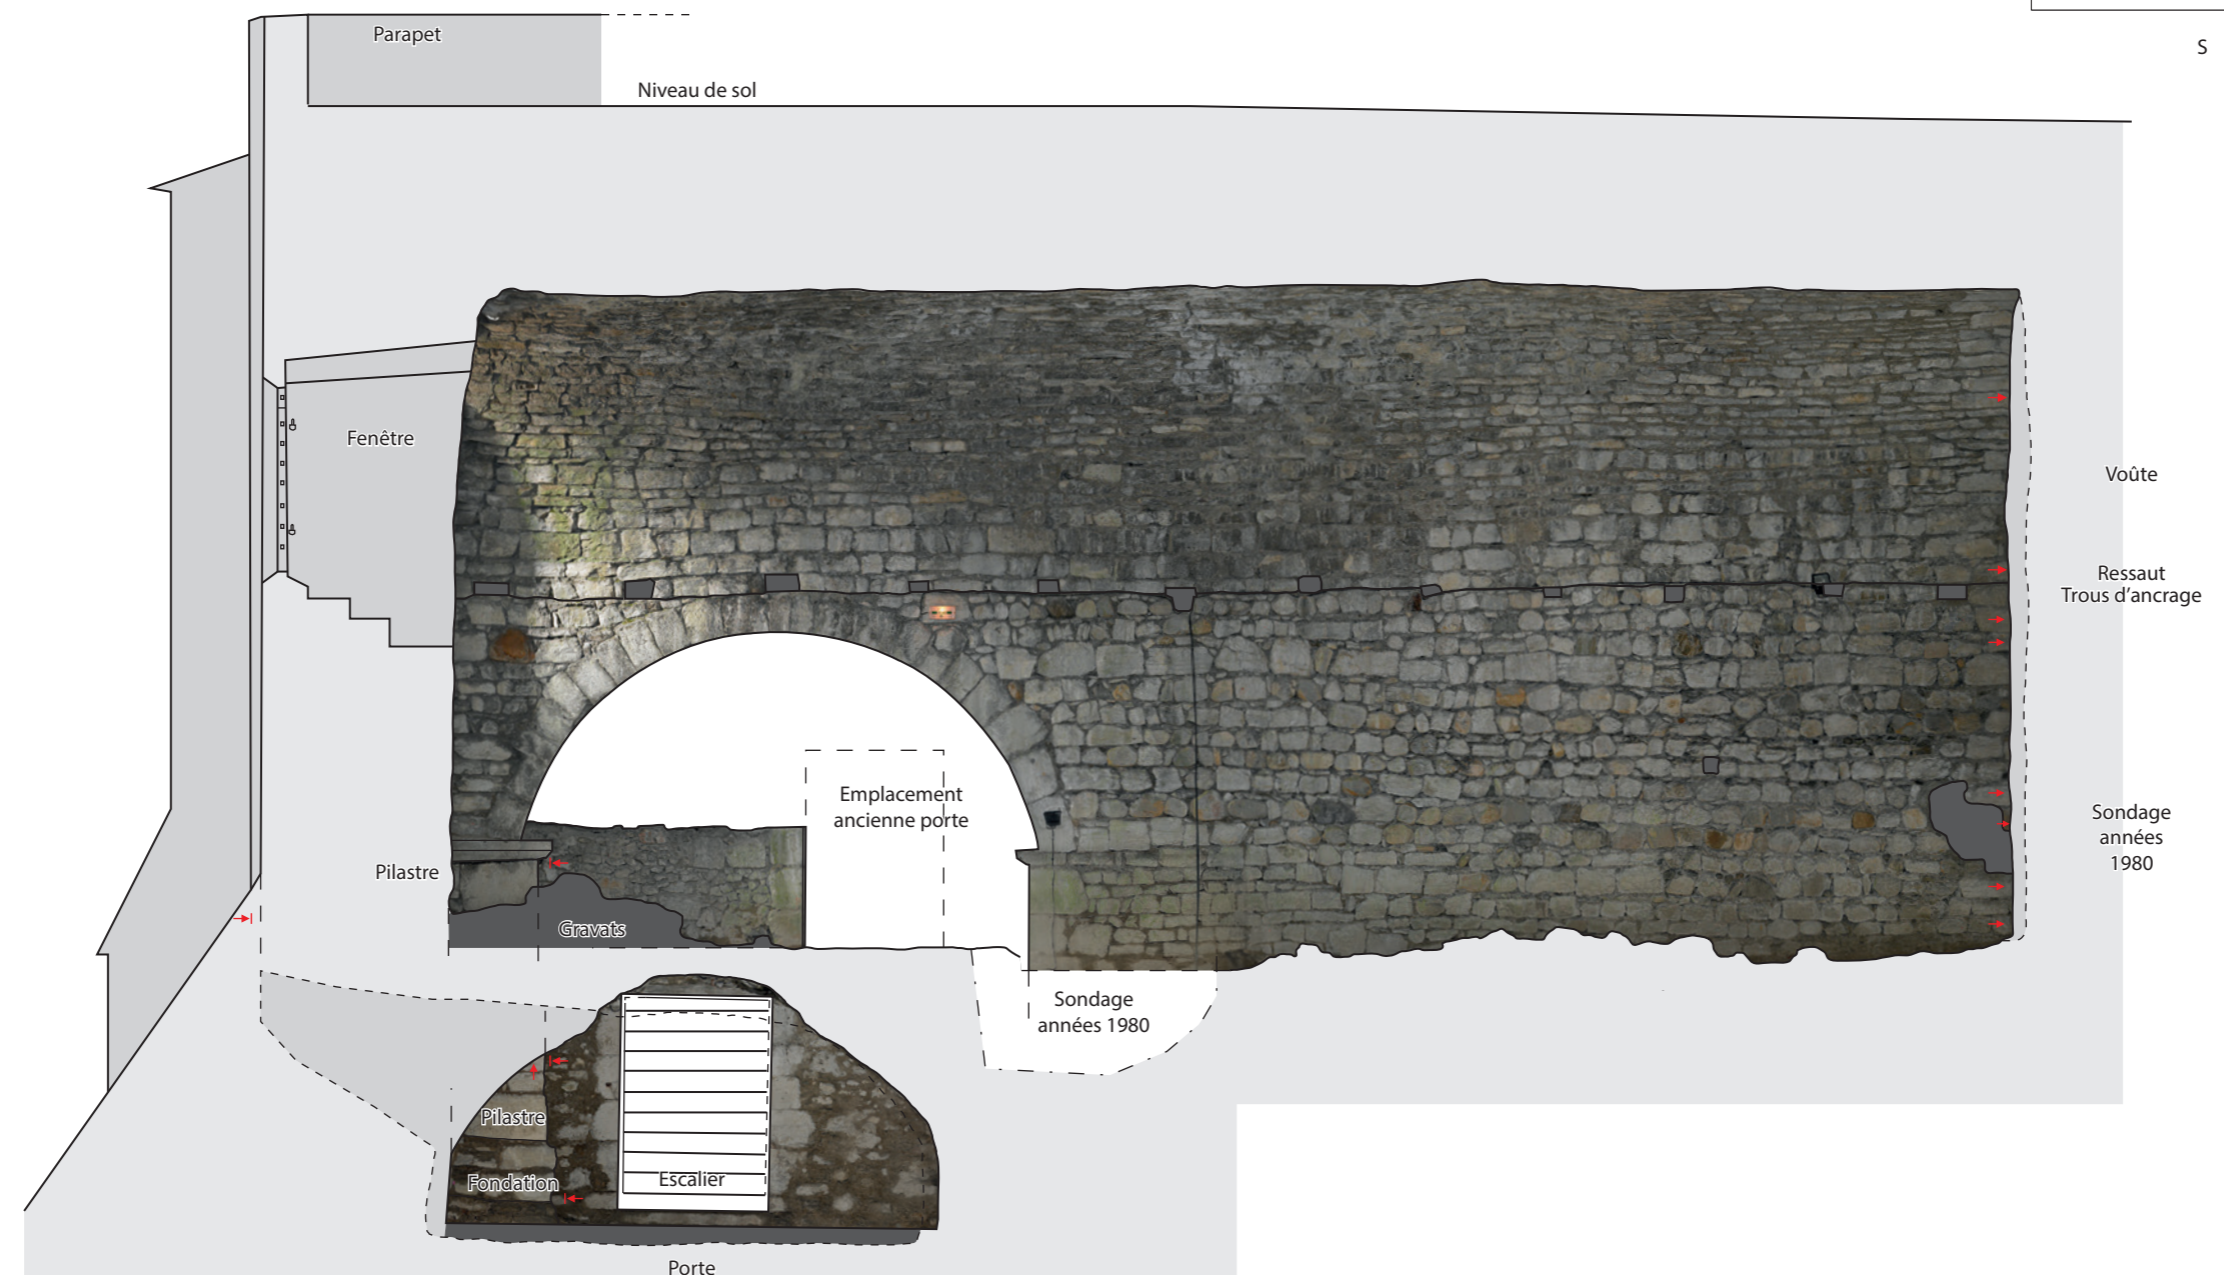 Parapet
S
Niveau de sol
Fenêtre
Voûte
Ressaut
Trous d'ancrage
Emplacement
ancienne porte
Sondage
années
1980
Pilastre
Gravats
Sondage
années 1980
Pilastre
Fondation
Escalier
Porte